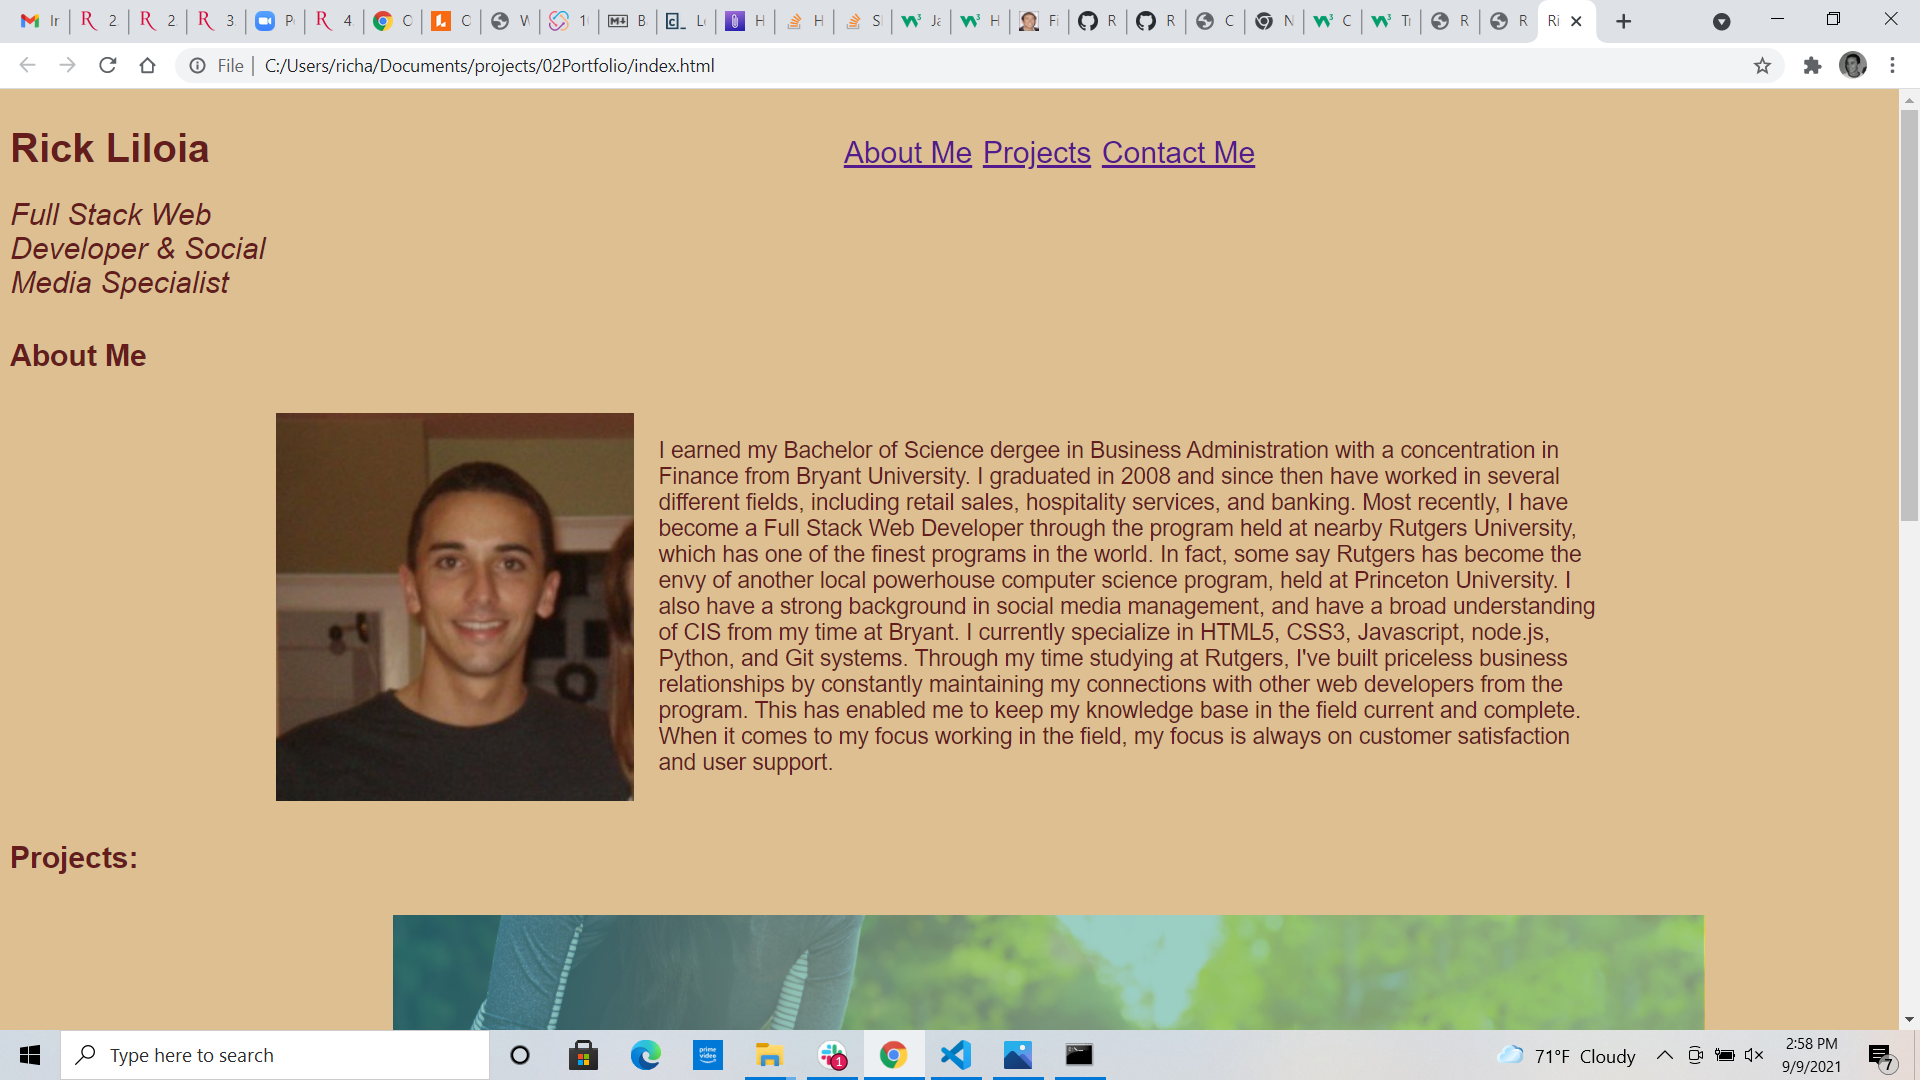 Ir
2
2
3
P
4
O
C
W
1
B
L
H
H
S
Ja
H
Fi
R
R
C
N
C
Tr
R
R
Ri
File
C:/Users/richa/Documents/projects/02Portfolio/index.html
Rick Liloia
About Me Projects Contact Me
Full Stack Web
Developer & Social
Media Specialist
About Me
I earned my Bachelor of Science dergee in Business Administration with a concentration in
Finance from Bryant University. I graduated in 2008 and since then have worked in several
different fields, including retail sales, hospitality services, and banking. Most recently, I have
become a Full Stack Web Developer through the program held at nearby Rutgers University,
which has one of the finest programs in the world. In fact, some say Rutgers has become the
envy of another local powerhouse computer science program, held at Princeton University. I
also have a strong background in social media management, and have a broad understanding
of CIS from my time at Bryant. I currently specialize in HTML5, CSS3, Javascript, node.js,
Python, and Git systems. Through my time studying at Rutgers, I've built priceless business
relationships by constantly maintaining my connections with other web developers from the
program. This has enabled me to keep my knowledge base in the field current and complete.
When it comes to my focus working in the field, my focus is always on customer satisfaction
and user support.
Projects:
Type here to search
prime video
1
71°F Cloudy
2:58 PM
9/9/2021
7